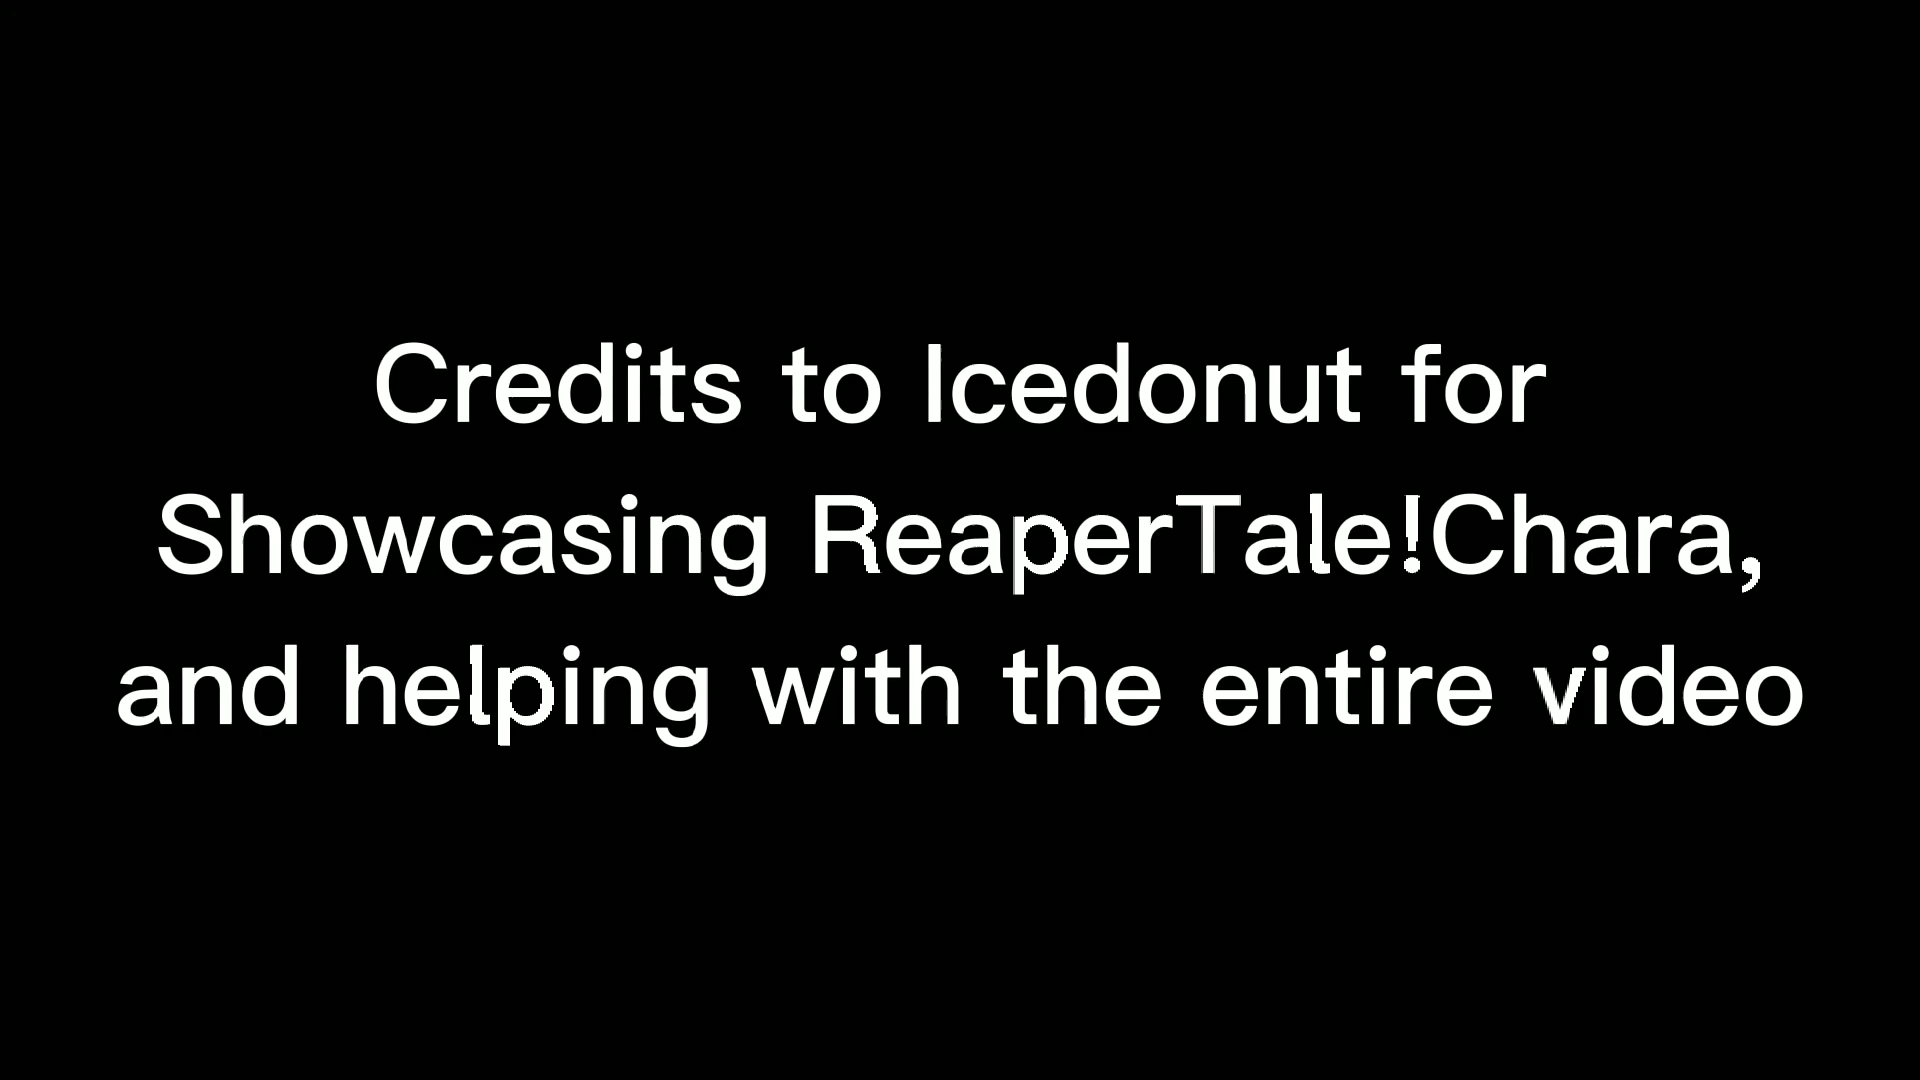 Credits to Icedonut for
Showcasing ReaperTale!Chara,
and helping with the entire video